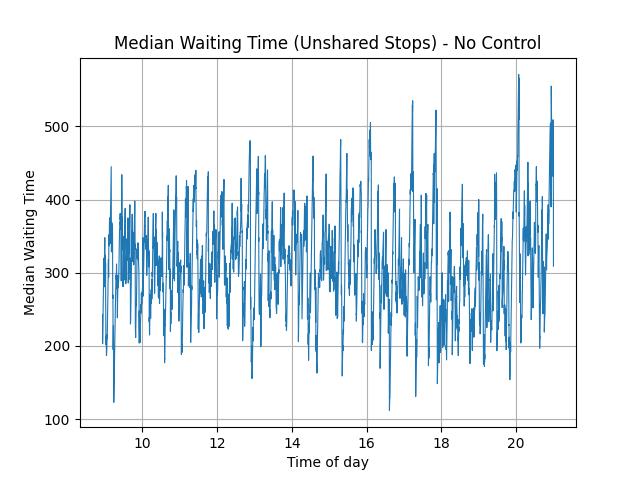 Median Waiting Time (Unshared Stops) - No Control
Median Waiting Time
500
400
300
200
100
10 12 14 16 18 20
Time of day